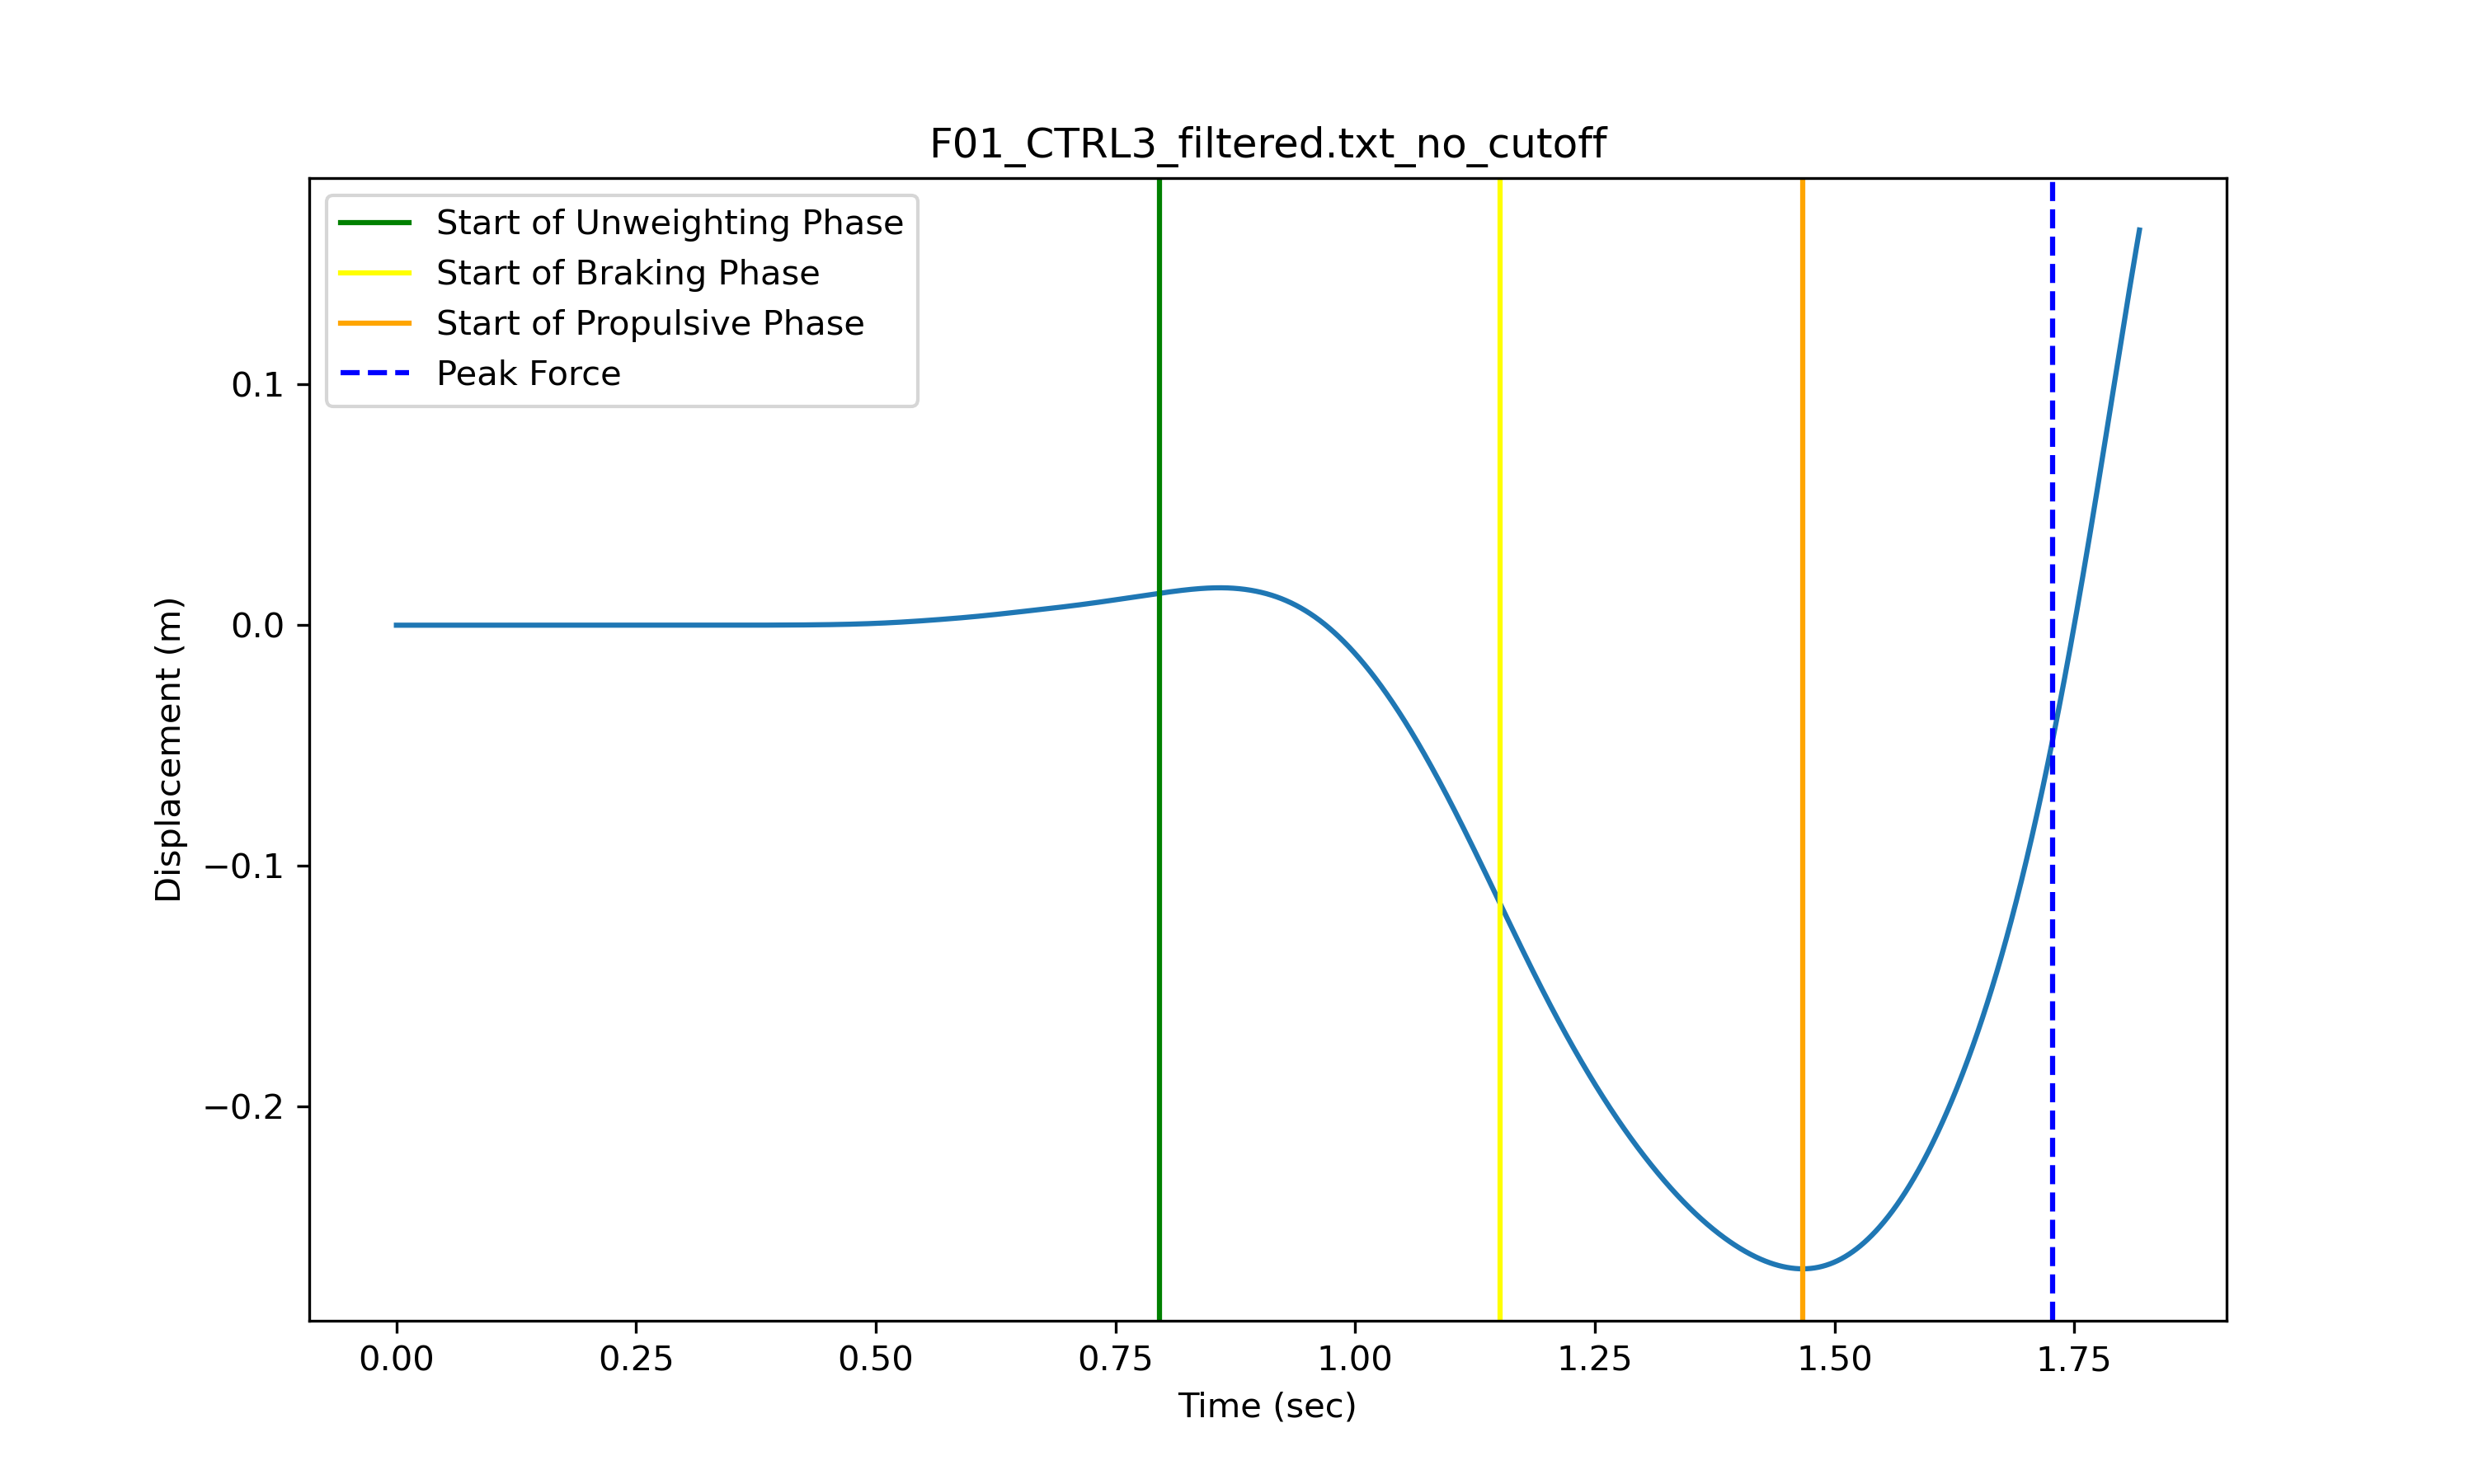 F01_CTRL3_filtered.txt_no_cutoff
Start of Unweighting Phase
Start of Braking Phase
Start of Propulsive Phase
Peak Force
Displacement (m)
0.1
0.0
−0.1
−0.2
0.00 0.25 0.50 0.75 1.00 1.25 1.50 1.75
Time (sec)